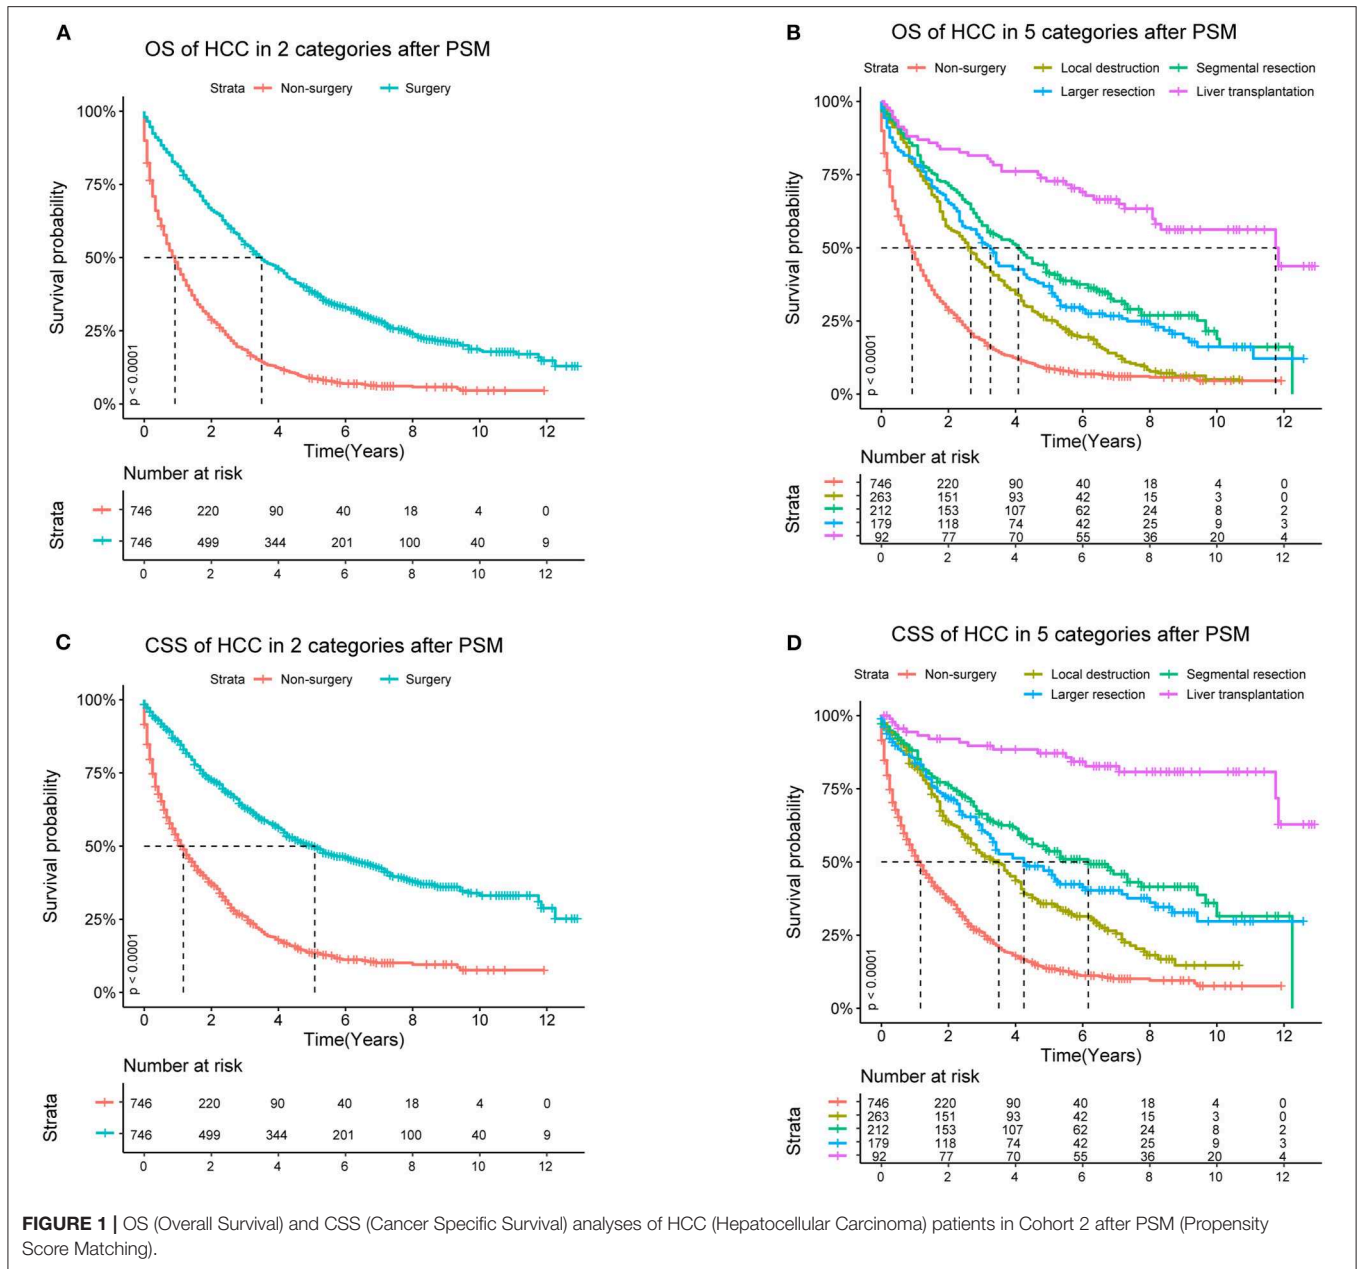 A
OS of HCC in 2 categories after PSM
Strata Non-surgery Surgery
100%
75%
50%
25%
0%
Survival probability
p < 0.0001
0 2 4 6 8 10 12
Time(Years)
Number at risk
Strata
746 220 90 40 18 4 0
746 499 344 201 100 40 9
0 2 4 6 8 10 12
B
OS of HCC in 5 categories after PSM
Strata Non-surgery Local destruction Segmental resection
Larger resection Liver transplantation
100%
75%
50%
25%
0%
Survival probability
p < 0.0001
0 2 4 6 8 10 12
Time(Years)
Number at risk
Strata
746 220 90 40 18 4 0
263 151 93 42 15 3 0
212 153 107 62 24 8 2
179 118 74 42 25 9 3
92 77 70 55 36 20 4
0 2 4 6 8 10 12
C
CSS of HCC in 2 categories after PSM
Strata Non-surgery Surgery
100%
75%
50%
25%
0%
Survival probability
p < 0.0001
0 2 4 6 8 10 12
Time(Years)
Number at risk
Strata
746 220 90 40 18 4 0
746 499 344 201 100 40 9
0 2 4 6 8 10 12
D
CSS of HCC in 5 categories after PSM
Strata Non-surgery Local destruction Segmental resection
Larger resection Liver transplantation
100%
75%
50%
25%
0%
Survival probability
p < 0.0001
0 2 4 6 8 10 12
Time(Years)
Number at risk
Strata
746 220 90 40 18 4 0
263 151 93 42 15 3 0
212 153 107 62 24 8 2
179 118 74 42 25 9 3
92 77 70 55 36 20 4
0 2 4 6 8 10 12
FIGURE 1 | OS (Overall Survival) and CSS (Cancer Specific Survival) analyses of HCC (Hepatocellular Carcinoma) patients in Cohort 2 after PSM (Propensity
Score Matching).